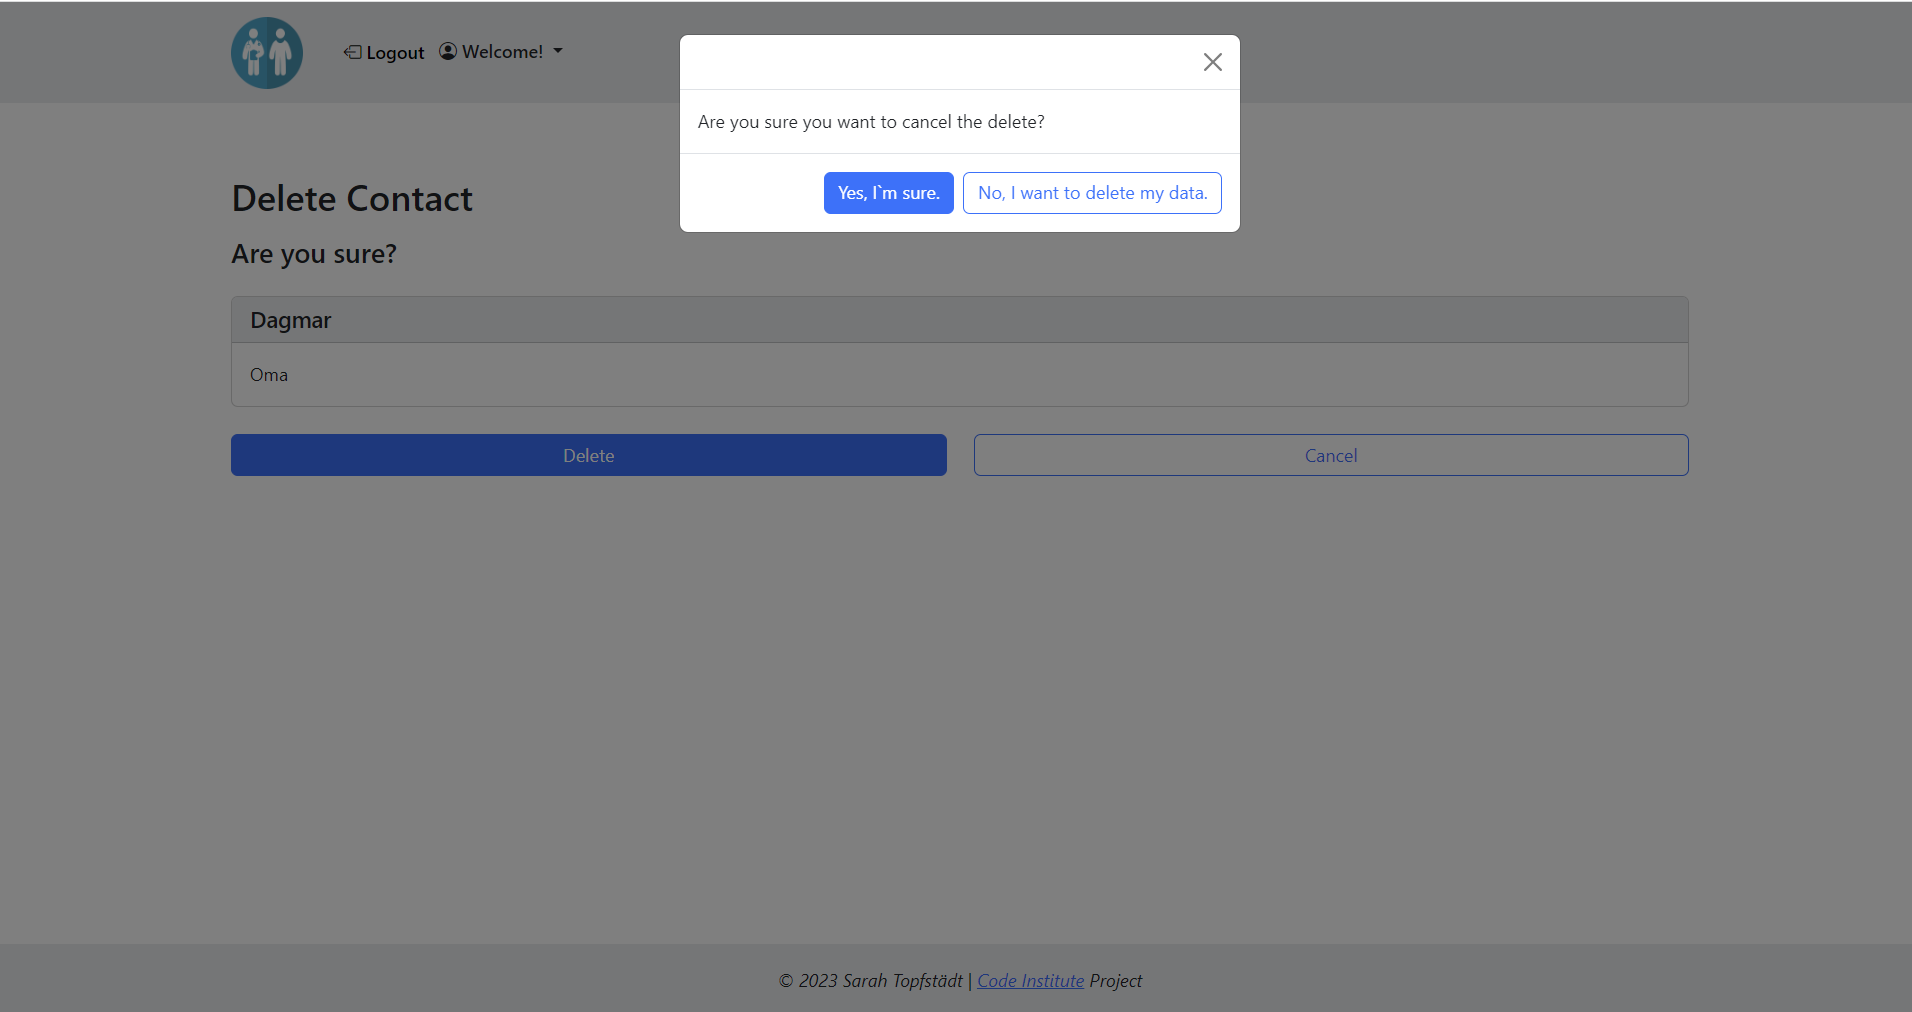 Logout Welcome!
Are you sure you want to cancel the delete?
Yes, I`m sure. No, I want to delete my data.
Delete Contact
Are you sure?
Dagmar
Oma
Delete Cancel
© 2023 Sarah Topfstädt | Code Institute Project